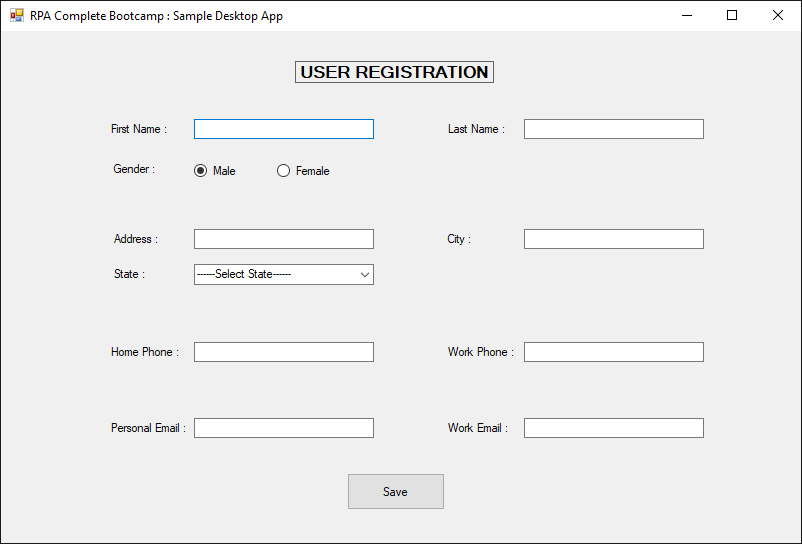 RPA Complete Bootcamp : Sample Desktop App
USER REGISTRATION
First Name :
Last Name :
Gender :
Male
Female
Address :
City :
State :
------Select State------
Home Phone :
Work Phone :
Personal Email :
Work Email :
Save